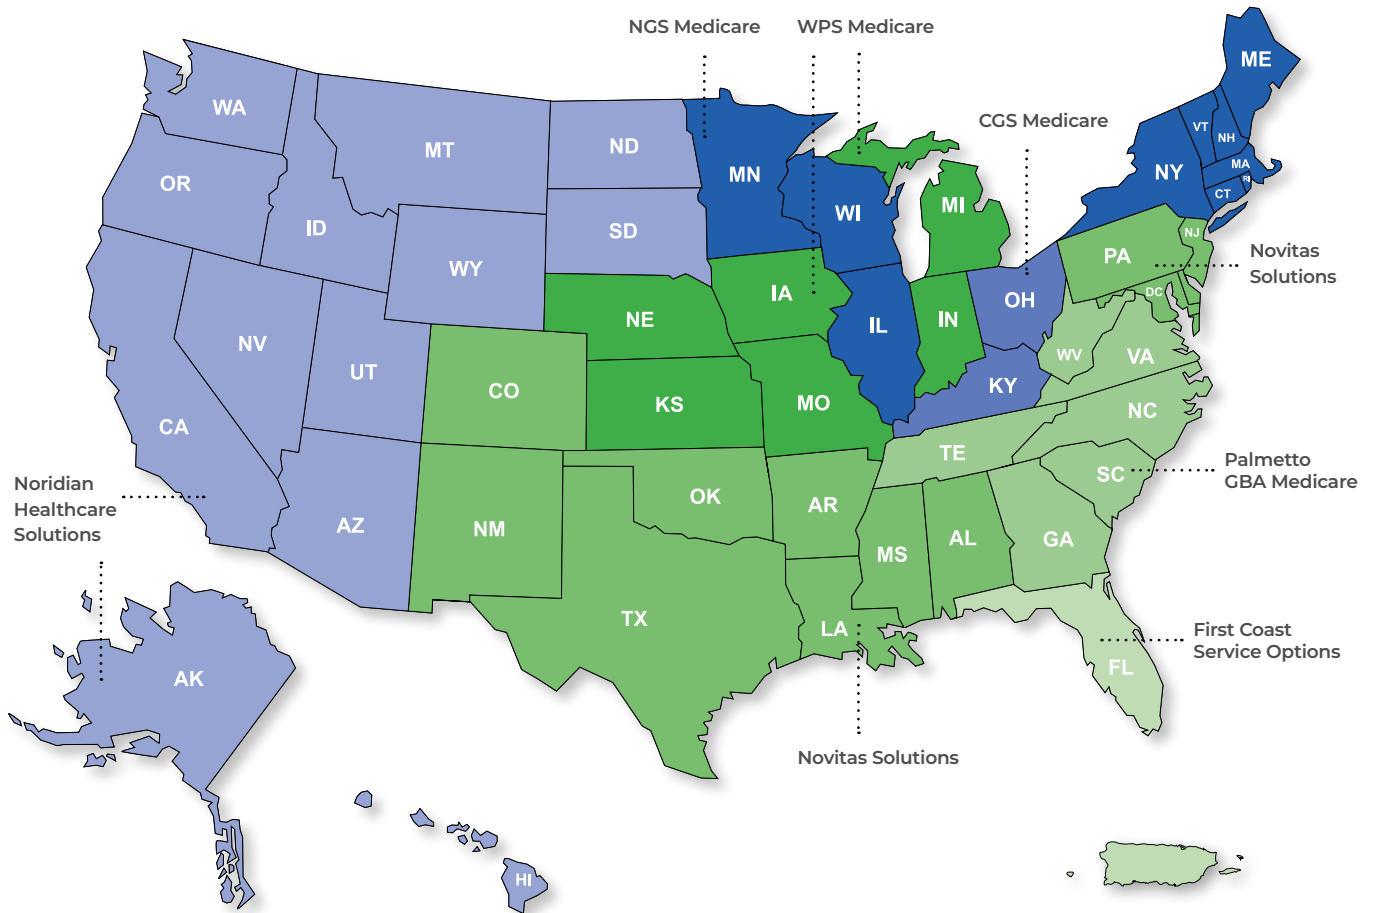 NGS Medicare
WPS Medicare
CGS Medicare
ME
WA
VT
NH
MT
ND
MA
OR
MN
NY
RI
CT
WI
MI
ID
SD
NJ
WY
PA
Novitas
Solutions
IA
DC
OH
NE
IL
IN
NV
WV
VA
UT
CO
KY
KS
MO
NC
CA
TE
SC
Palmetto
GBA Medicare
Noridian
Healthcare
Solutions
OK
AR
AZ
NM
MS
AL
GA
TX
LA
First Coast
Service Options
FL
AK
Novitas Solutions
HI